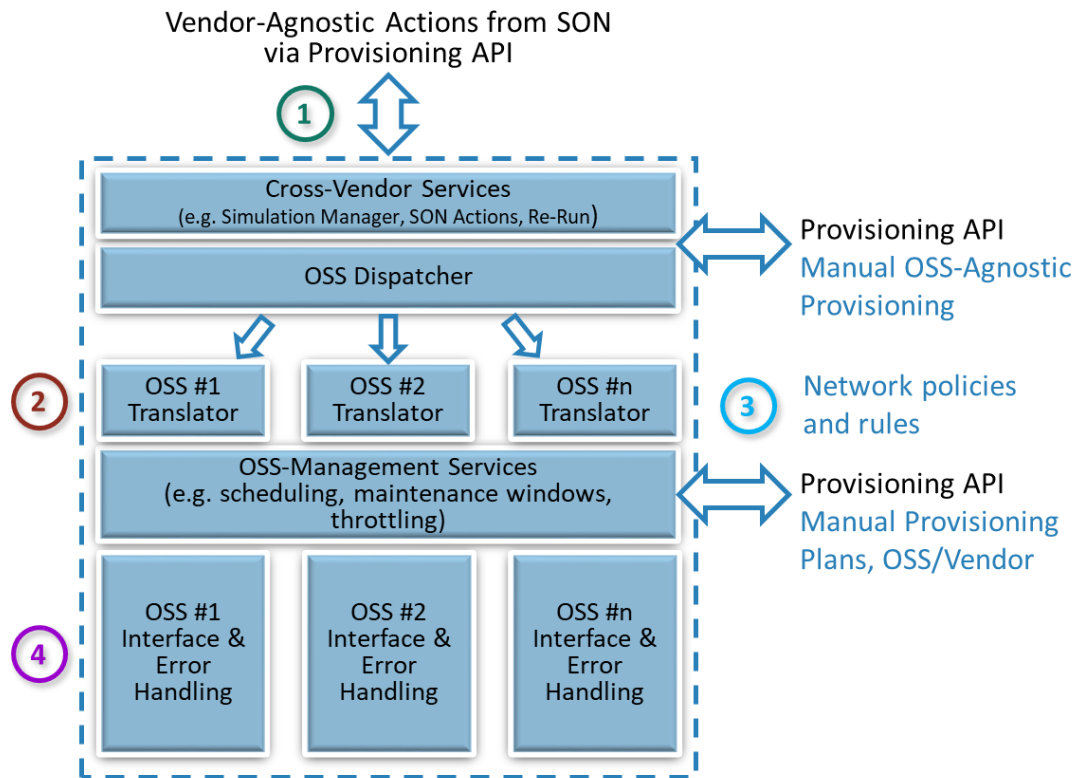 Vendor-Agnostic Actions from SON
via Provisioning API
1
Cross-Vendor Services
(e.g. Simulation Manager, SON Actions, Re-Run)
OSS Dispatcher
Provisioning API
Manual OSS-Agnostic
Provisioning
2
OSS #1
Translator
OSS #2
Translator
OSS #n
Translator
3
Network policies
and rules
OSS-Management Services
(e.g. scheduling, maintenance windows,
throttling)
Provisioning API
Manual Provisioning
Plans, OSS/Vendor
4
OSS #1
Interface &
Error
Handling
OSS #2
Interface &
Error
Handling
OSS #n
Interface &
Error
Handling